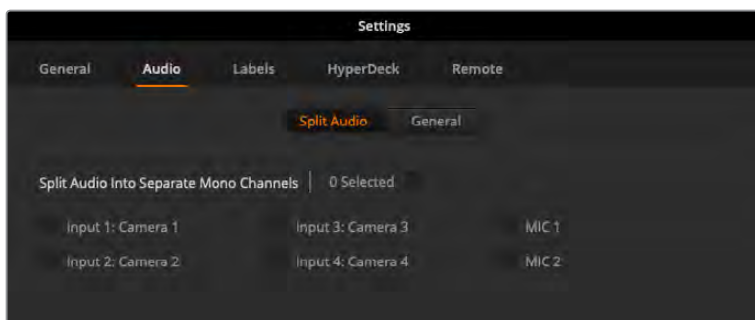 Settings
General Audio Labels HyperDeck Remote
Split Audio General
Split Audio Into Separate Mono Channels 0 Selected
Input 1: Camera 1 Input 3: Camera 3 MIC 1
Input 2: Camera 2 Input 4: Camera 4 MIC 2